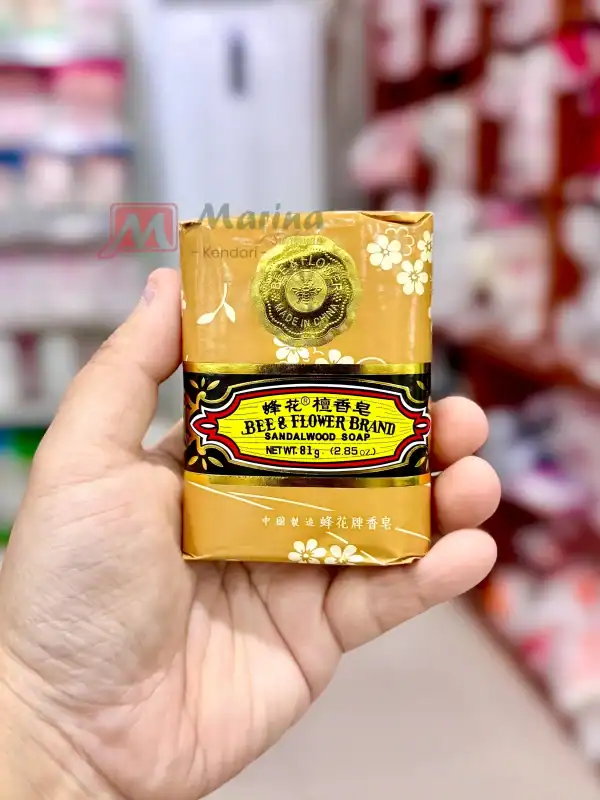 M Marina
- Kendari -
BEE & FLOWER
MADE IN CHINA
蜂花® 檀香皂
BEE & FLOWER BRAND
SANDALWOOD SOAP
NET WT. 81g. (2.85 OZ.)
中國製造 蜂花牌香皂